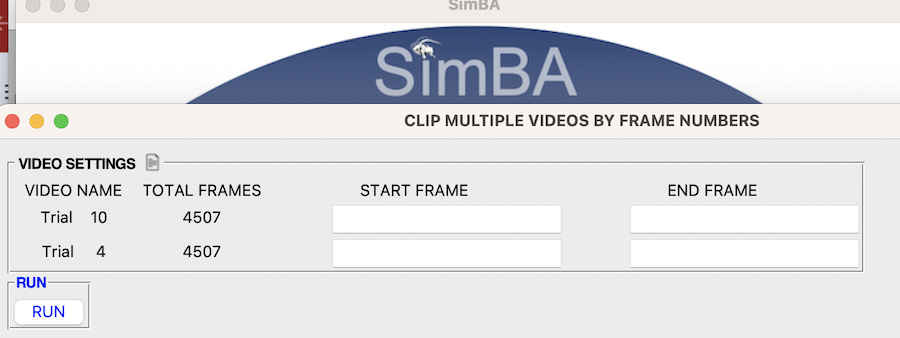 SimBA
SimBA
CLIP MULTIPLE VIDEOS BY FRAME NUMBERS
VIDEO SETTINGS
VIDEO NAME TOTAL FRAMES START FRAME END FRAME
Trial 10 4507
Trial 4 4507
RUN
RUN